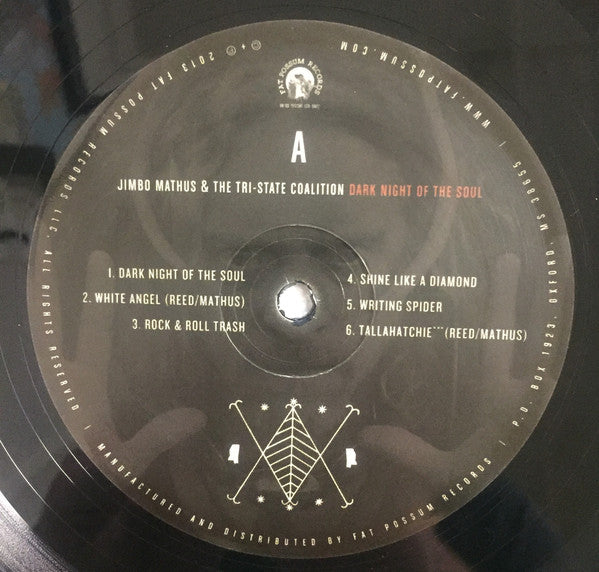 FAT POSSUM RECORDS
A
JIMBO MATHUS & THE TRI-STATE COALITION DARK NIGHT OF THE SOUL
1. DARK NIGHT OF THE SOUL
2. WHITE ANGEL (REED/MATHUS)
3. ROCK & ROLL TRASH
4. SHINE LIKE A DIAMOND
5. WRITING SPIDER
6. TALLAHATCHIE*** (REED/MATHUS)
℗ + © 2013 FAT POSSUM RECORDS LLC. ALL RIGHTS RESERVED | MANUFACTURED AND DISTRIBUTED BY FAT POSSUM RECORDS | P.O. BOX 1923, OXFORD, MS 38655 | WWW.FATPOSSUM.COM